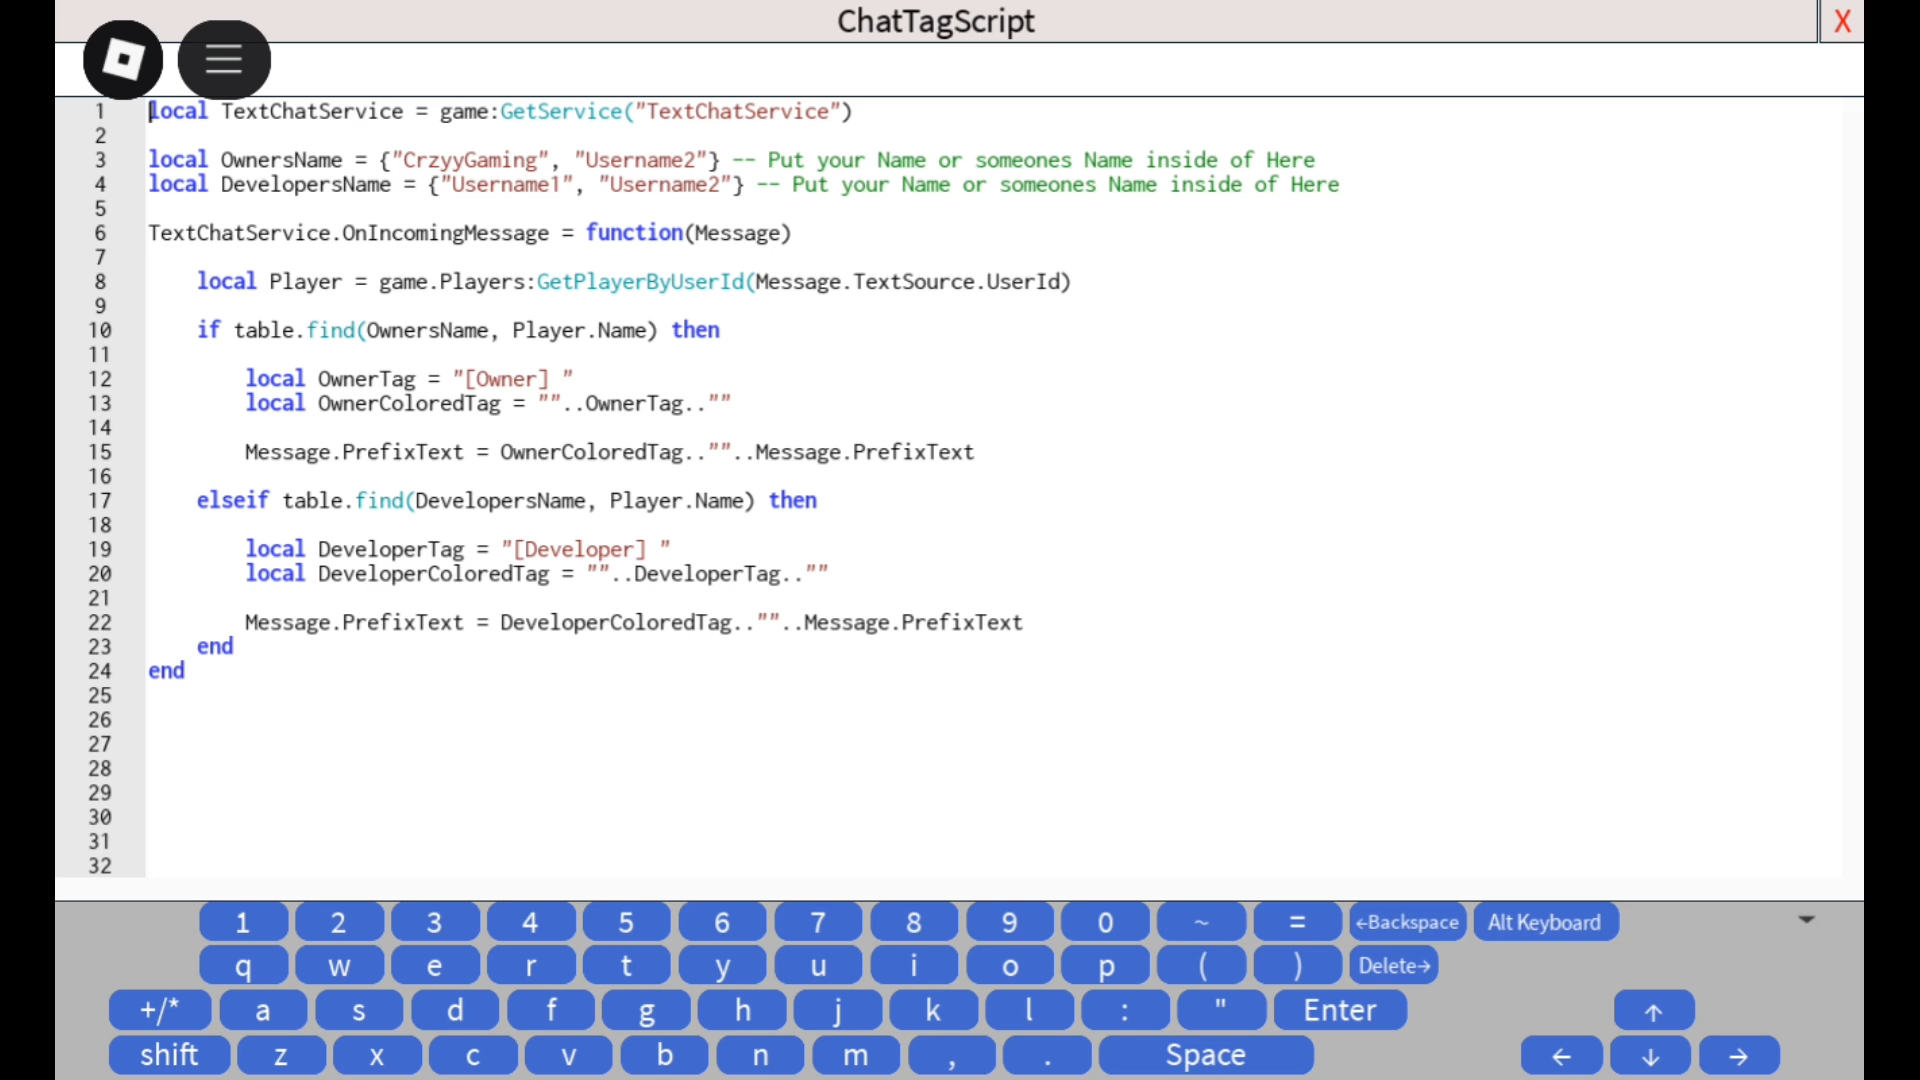 ChatTagScript
X
1 local TextChatService = game:GetService("TextChatService")
2
3 local OwnersName = {"CrzyyGaming", "Username2"} -- Put your Name or someones Name inside of Here
4 local DevelopersName = {"Username1", "Username2"} -- Put your Name or someones Name inside of Here
5
6 TextChatService.OnIncomingMessage = function(Message)
7
8 local Player = game.Players:GetPlayerByUserId(Message.TextSource.UserId)
9
10 if table.find(OwnersName, Player.Name) then
11
12 local OwnerTag = "[Owner] "
13 local OwnerColoredTag = ""..OwnerTag..""
14
15 Message.PrefixText = OwnerColoredTag..""..Message.PrefixText
16
17 elseif table.find(DevelopersName, Player.Name) then
18
19 local DeveloperTag = "[Developer] "
20 local DeveloperColoredTag = ""..DeveloperTag..""
21
22 Message.PrefixText = DeveloperColoredTag..""..Message.PrefixText
23 end
24 end
25
26
27
28
29
30
31
32
1 2 3 4 5 6 7 8 9 0 ~ = ←Backspace Alt Keyboard
q w e r t y u i o p ( ) Delete→
+/* a s d f g h j k l : " Enter ↑
shift z x c v b n m , . Space ← ↓ →